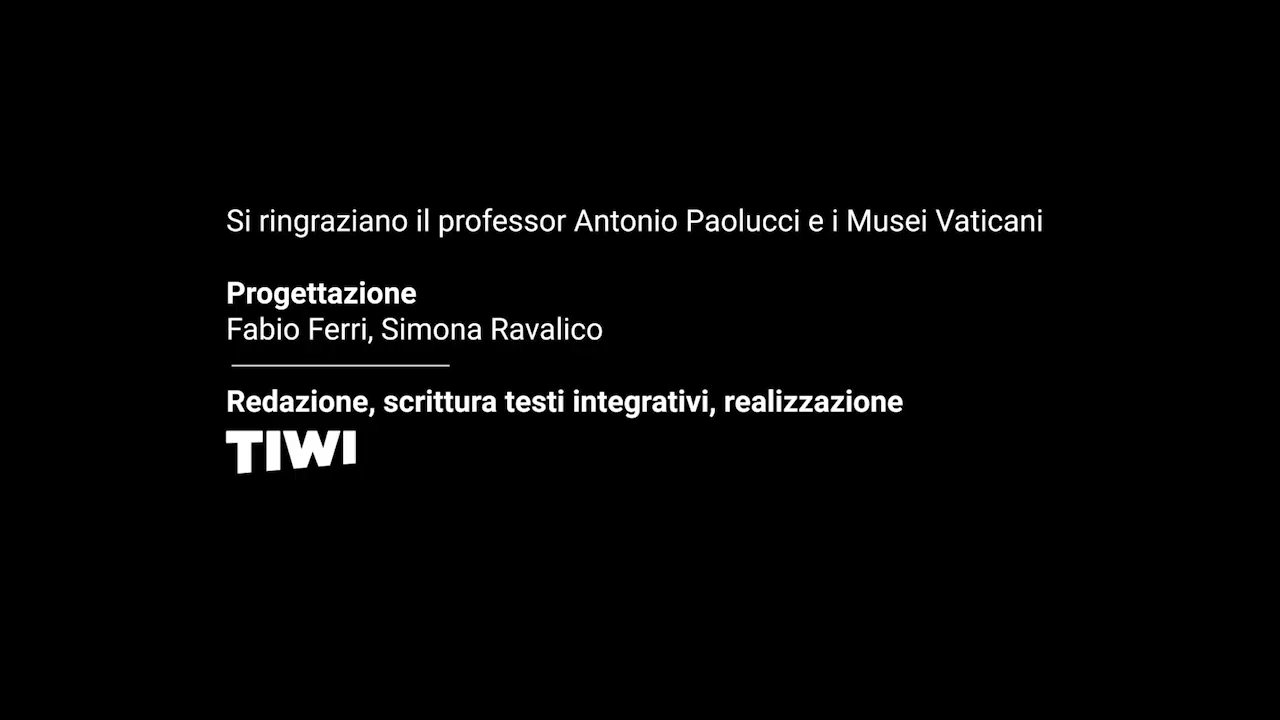 Si ringraziano il professor Antonio Paolucci e i Musei Vaticani
Progettazione
Fabio Ferri, Simona Ravalico
Redazione, scrittura testi integrativi, realizzazione
TIWI